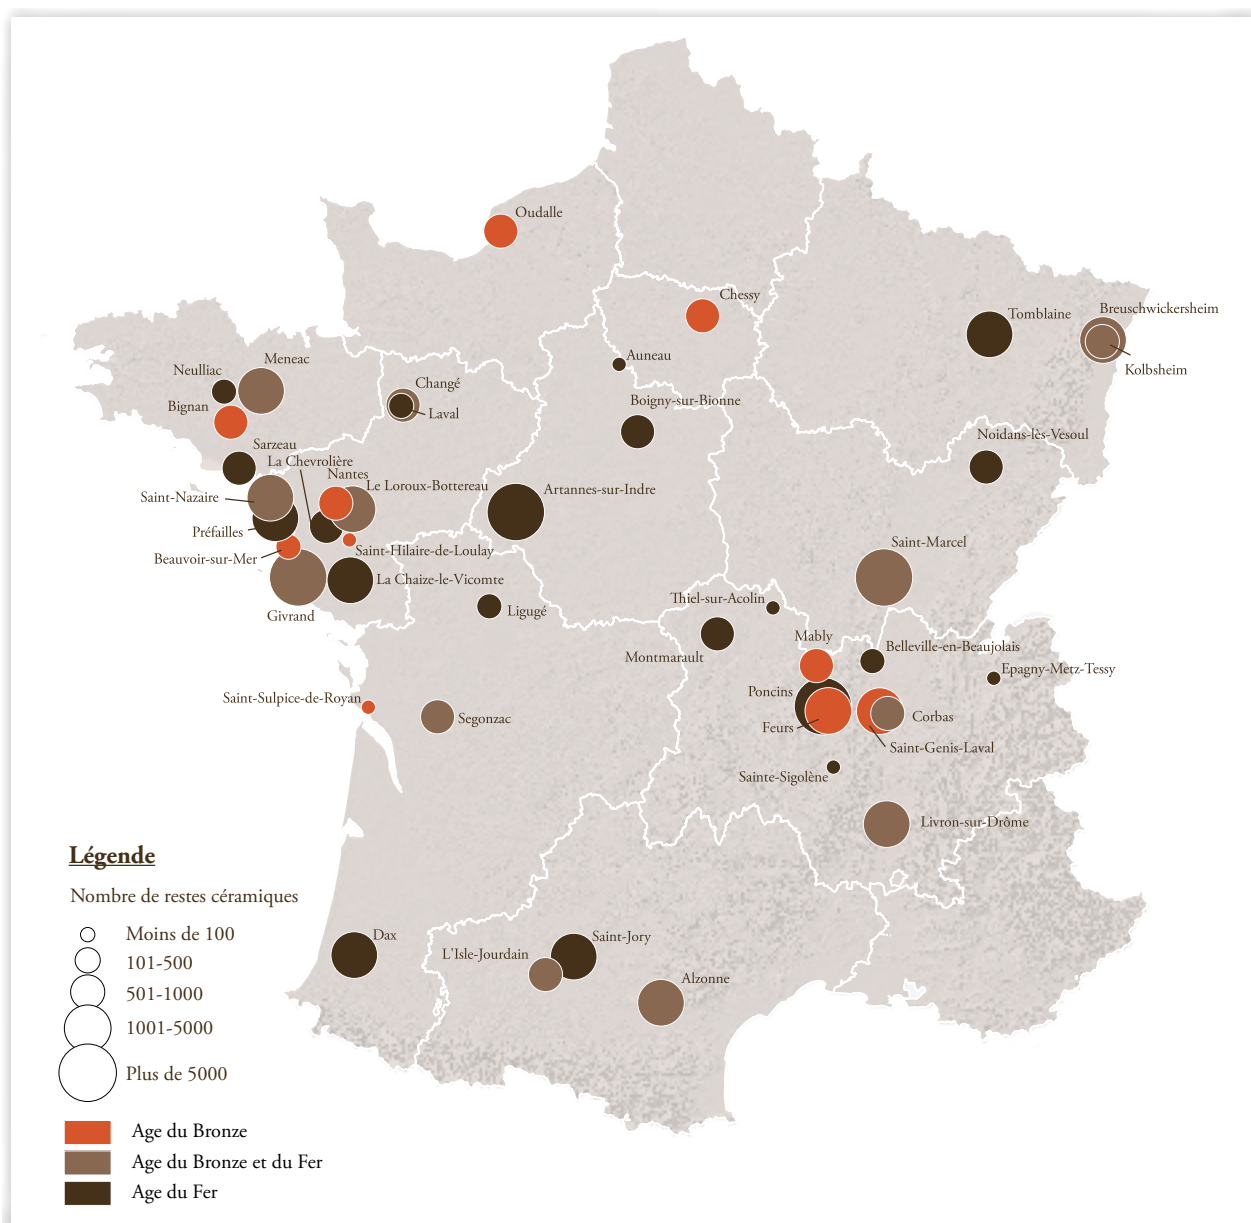 Oudalle
Chessy
Breuschwickersheim
Tomblaine
Kolbsheim
Auneau
Meneac
Neulliac
Changé
Bignan
Laval
Boigny-sur-Bionne
Noidans-lès-Vesoul
Sarzeau
La Chevrolière
Nantes
Le Loroux-Bottereau
Saint-Nazaire
Artannes-sur-Indre
Préfailles
Saint-Marcel
Beauvoir-sur-Mer
Saint-Hilaire-de-Loulay
La Chaize-le-Vicomte
Givrand
Ligugé
Thiel-sur-Acolin
Mably
Belleville-en-Beaujolais
Montmarault
Epagny-Metz-Tessy
Poncins
Saint-Sulpice-de-Royan
Segonzac
Corbas
Feurs
Saint-Genis-Laval
Sainte-Sigolène
Livron-sur-Drôme
Dax
Saint-Jory
L'Isle-Jourdain
Alzonne
Légende
Nombre de restes céramiques
Moins de 100
101-500
501-1000
1001-5000
Plus de 5000
Age du Bronze
Age du Bronze et du Fer
Age du Fer